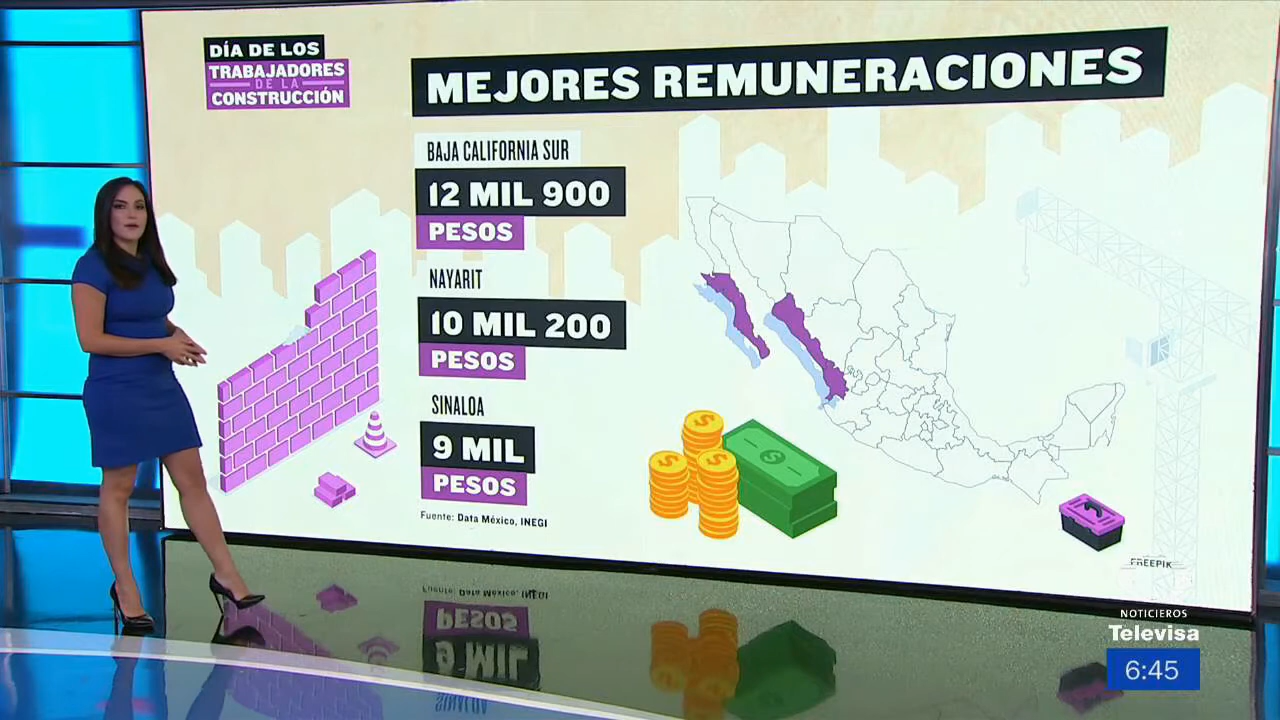 DÍA DE LOS
TRABAJADORES
DE LA
CONSTRUCCIÓN
MEJORES REMUNERACIONES
BAJA CALIFORNIA SUR
12 MIL 900
PESOS
NAYARIT
10 MIL 200
PESOS
SINALOA
9 MIL
PESOS
Fuente: Data México, INEGI
FREEPIK
NOTICIEROS
Televisa
6:45